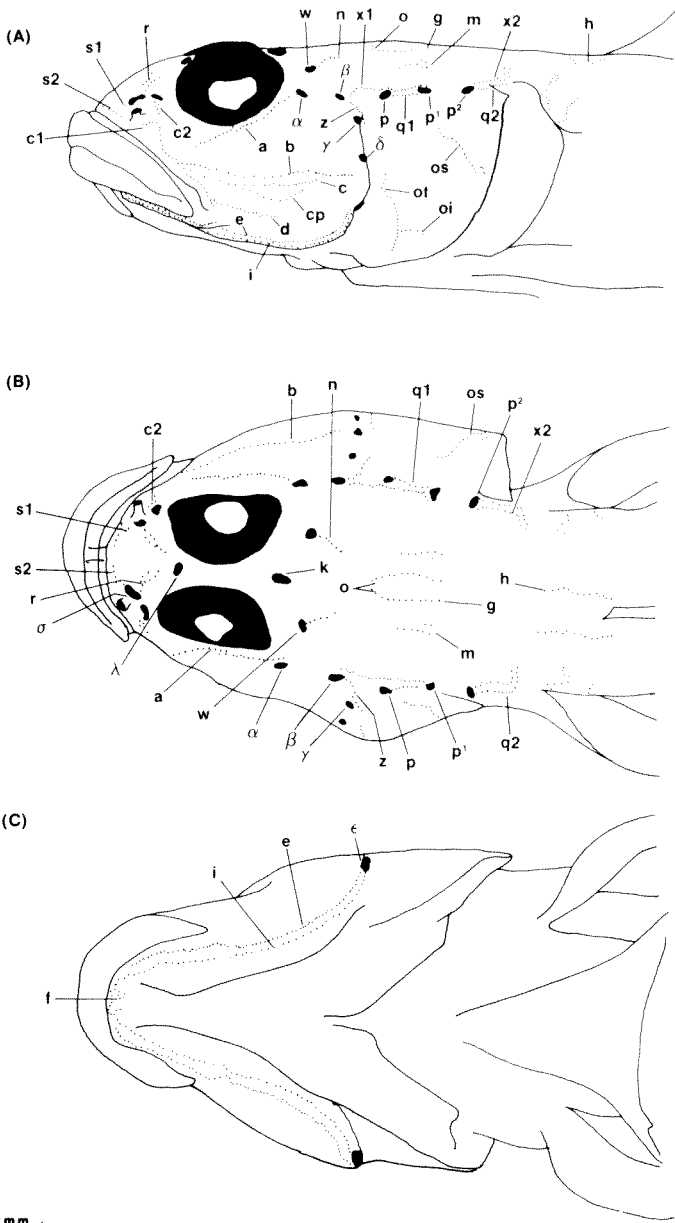 (A)
r w n x1 o g m x2 h
s1
s2
β
c1 c2 a α z γ p q1 p¹ p² q2
δ
b os
c ot
cp oi
e d
i
(B)
b n q1 os p² x2
c2
s1
s2 k
r o h
σ g
λ m
a w α β γ z p p¹ q2
(C)
ϵ
e
i
f
mm